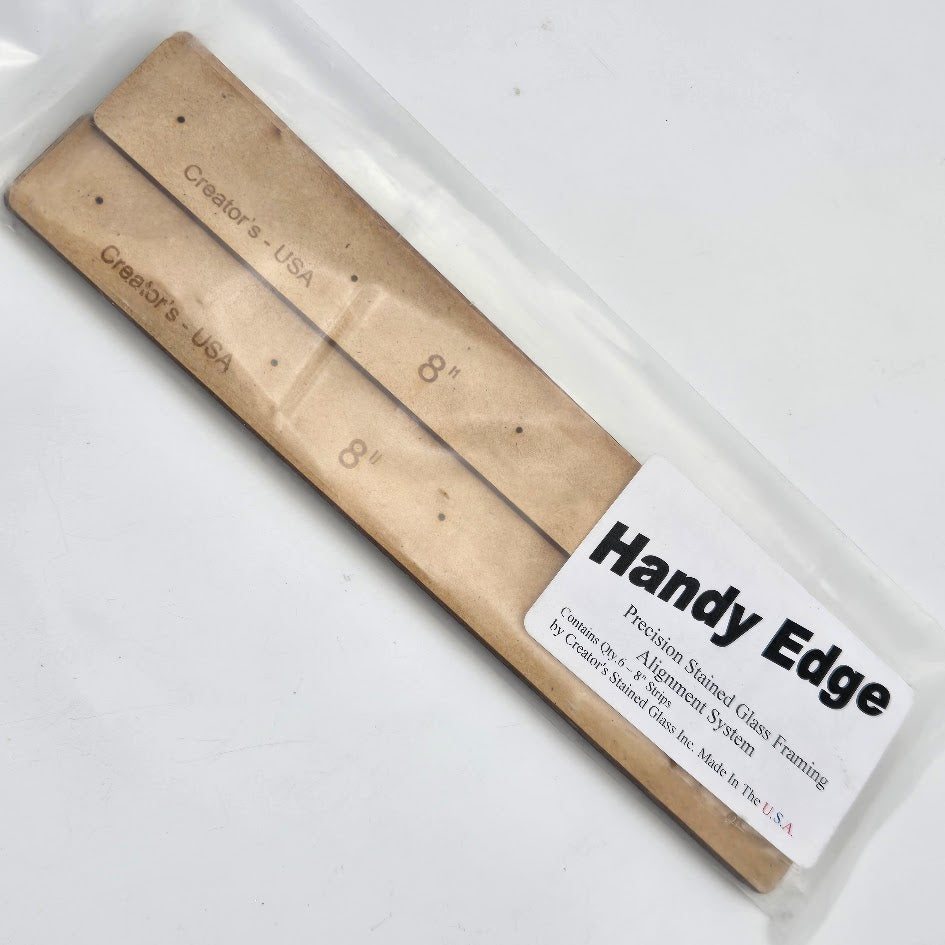 Creator's - USA
8"
Creator's - USA
8"
Handy Edge
Precision Stained Glass Framing
Alignment System
Contains Qty.6 – 8" Strips
by Creator's Stained Glass Inc. Made In The U.S.A.